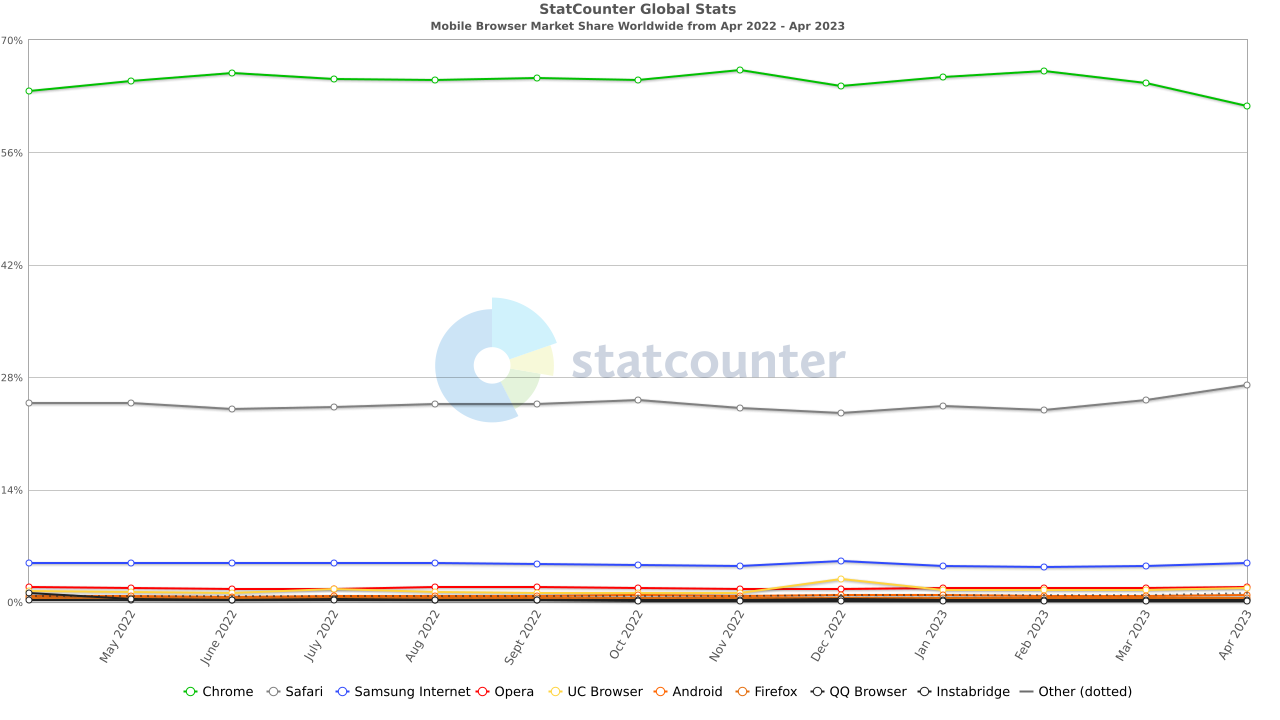 StatCounter Global Stats
Mobile Browser Market Share Worldwide from Apr 2022 - Apr 2023
70%
56%
42%
28%
14%
0%
statcounter
May 2022
June 2022
July 2022
Aug 2022
Sept 2022
Oct 2022
Nov 2022
Dec 2022
Jan 2023
Feb 2023
Mar 2023
Apr 2023
Chrome Safari Samsung Internet Opera UC Browser Android Firefox QQ Browser Instabridge Other (dotted)